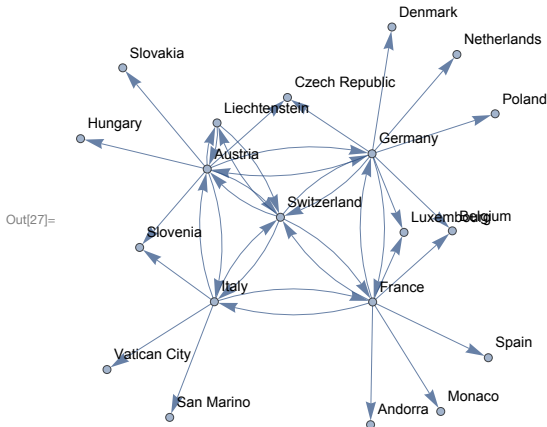 Denmark
Netherlands
Slovakia
Czech Republic
Poland
Liechtenstein
Hungary
Germany
Austria
Switzerland
Luxembourg
Belgium
Out[27]=
Slovenia
Italy
France
Spain
Vatican City
Monaco
San Marino
Andorra